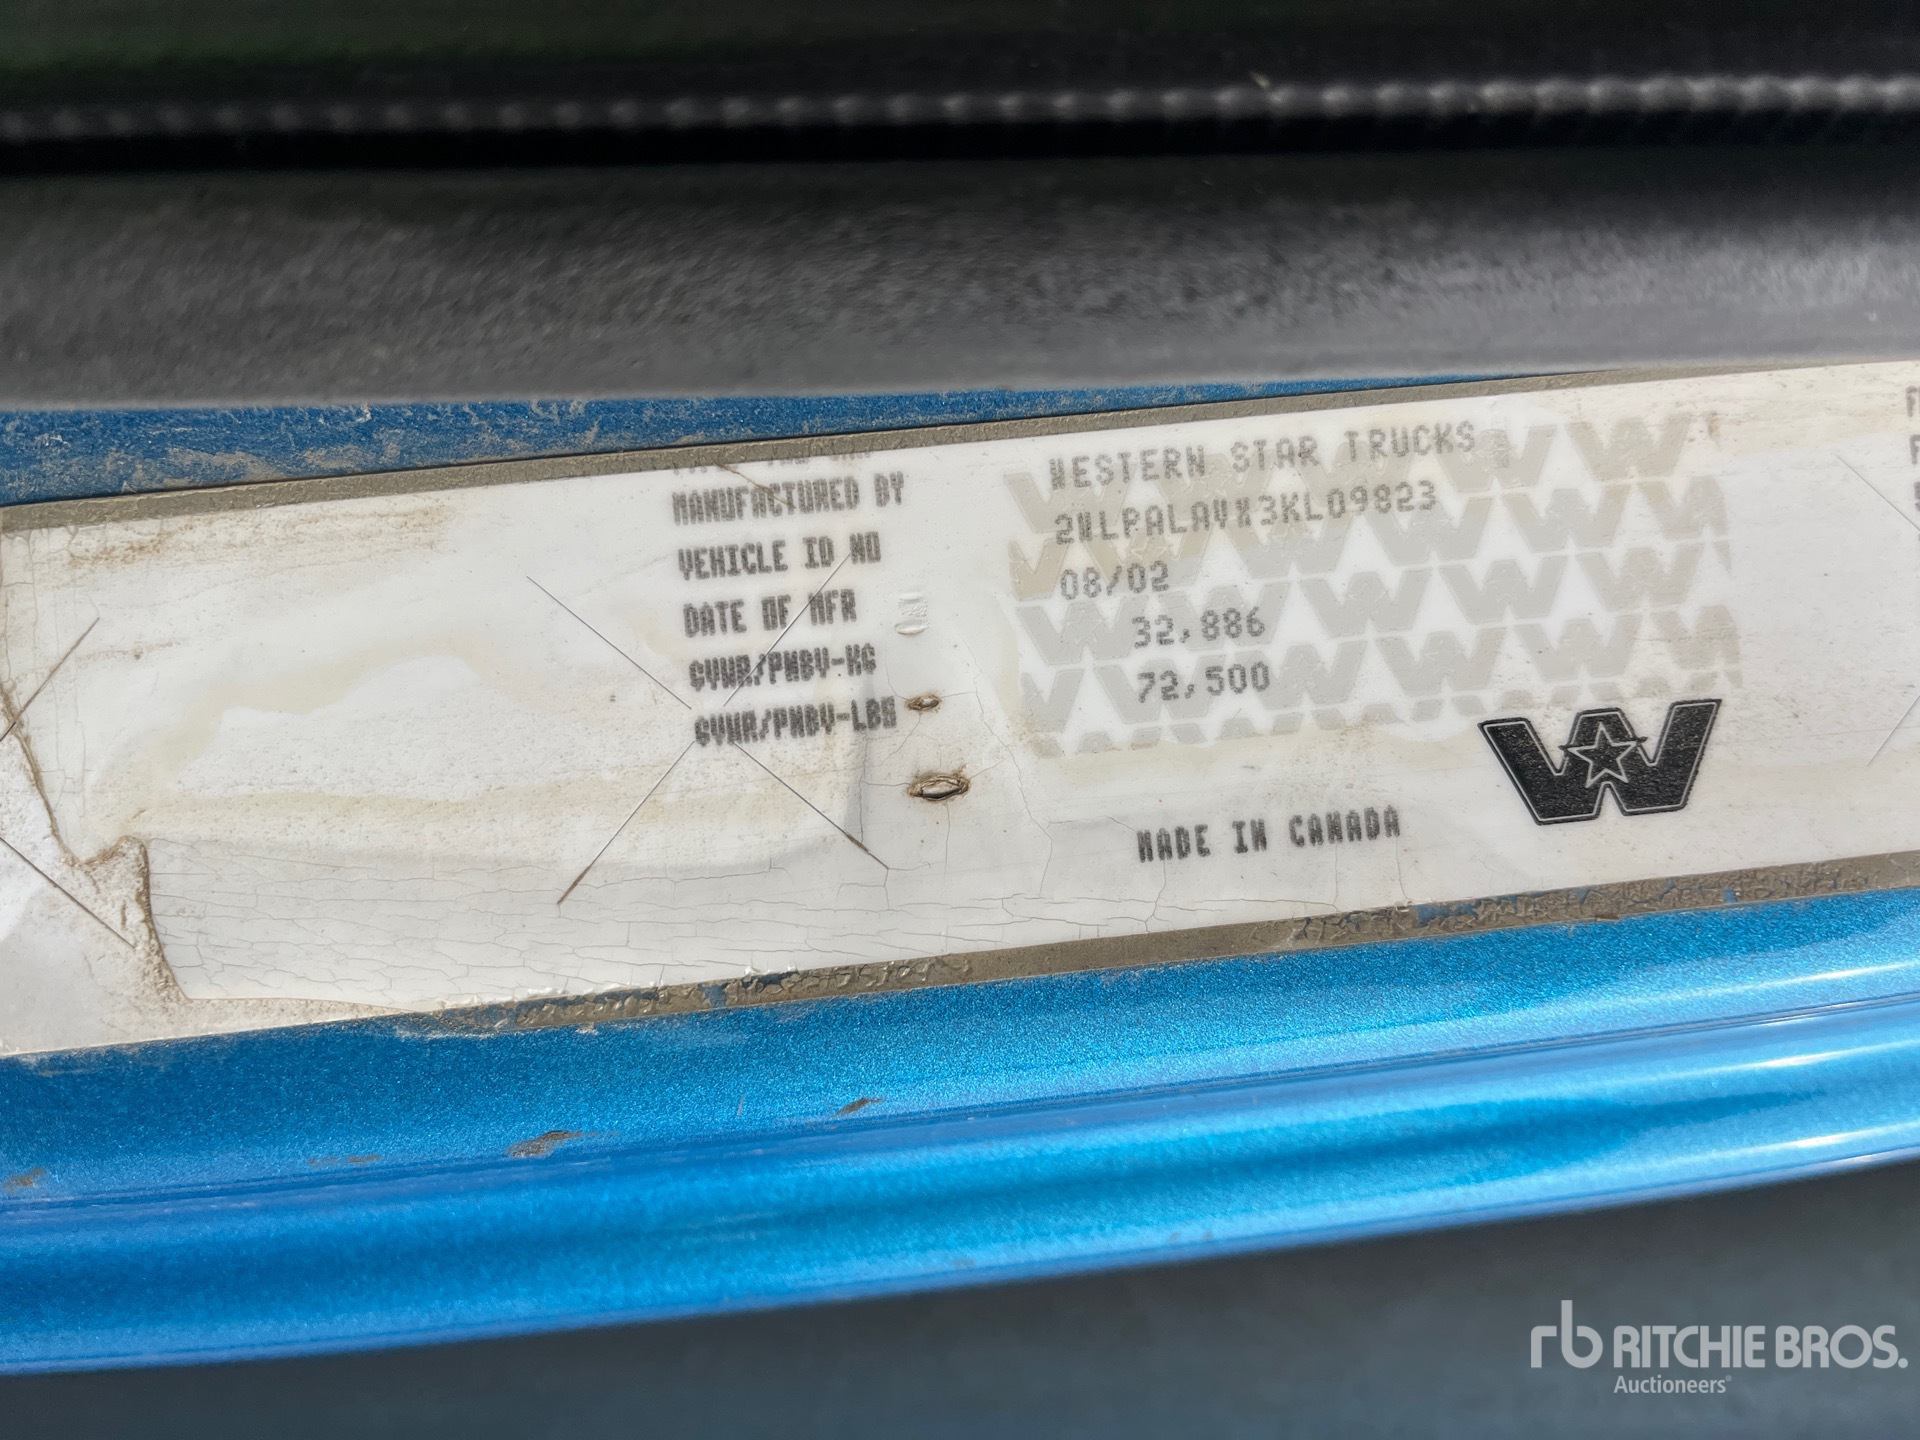 MANUFACTURED BY WESTERN STAR TRUCKS
VEHICLE ID NO 2WLPALAVX3KL09823
DATE OF MFR 08/02
GVWR/PNBV-KG 32,886
GVWR/PNBV-LBS 72,500
MADE IN CANADA
rb RITCHIE BROS.
Auctioneers®